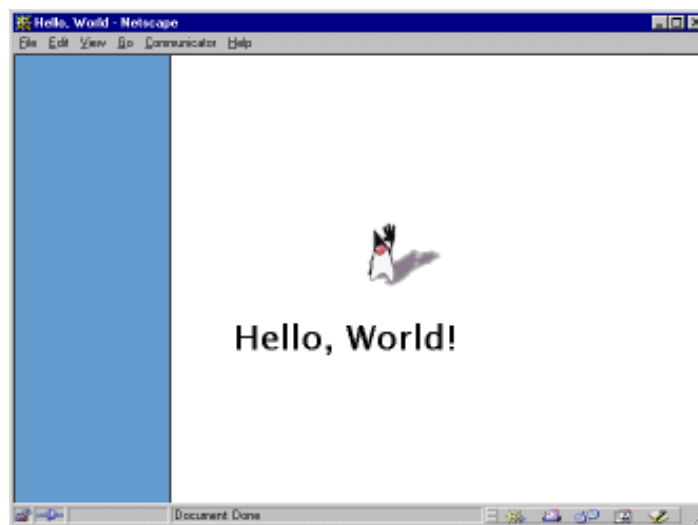 Hello, World - Netscape
File Edit View Go Communicator Help
Hello, World!
Document Done